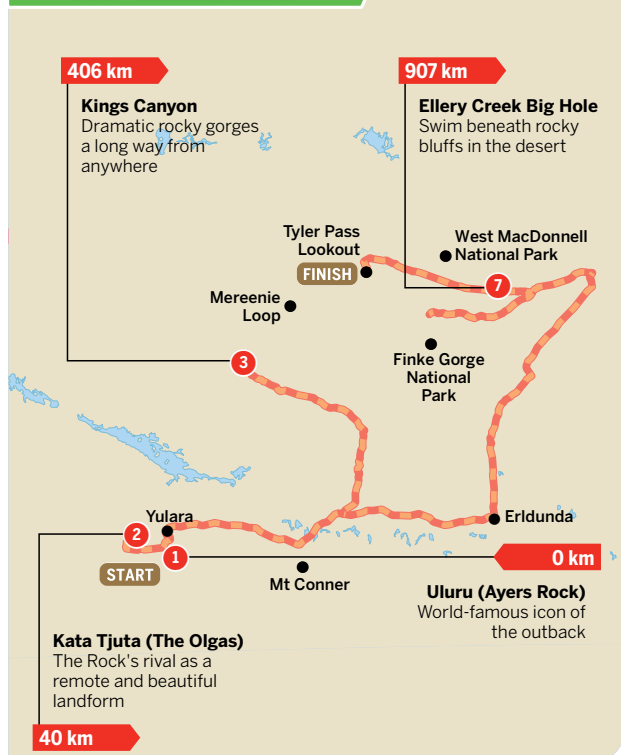 406 km
Kings Canyon
Dramatic rocky gorges
a long way from
anywhere
907 km
Ellery Creek Big Hole
Swim beneath rocky
bluffs in the desert
Tyler Pass
Lookout
FINISH
West MacDonnell
National Park
7
Mereenie
Loop
Finke Gorge
National
Park
3
Yulara
2
1
START
Erldunda
Mt Conner
0 km
Uluru (Ayers Rock)
World-famous icon of
the outback
Kata Tjuta (The Olgas)
The Rock's rival as a
remote and beautiful
landform
40 km